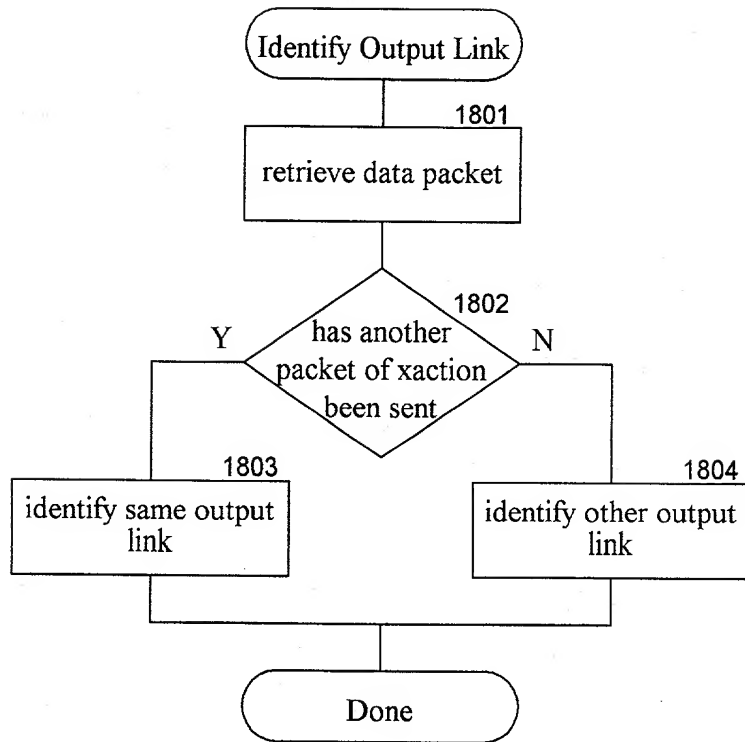 Identify Output Link
1801
retrieve data packet
1802
Y
has another
N
packet of xaction
been sent
1803
identify same output
link
1804
identify other output
link
Done